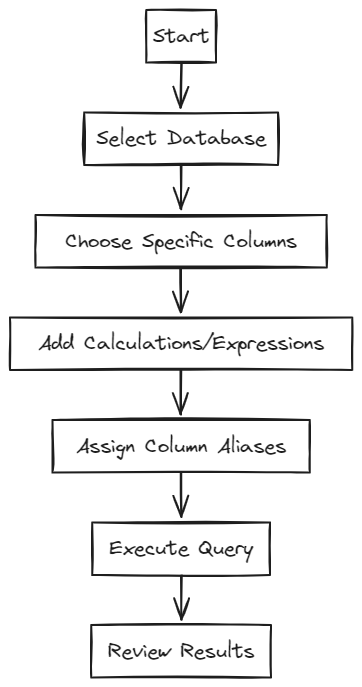 Start
Select Database
Choose Specific Columns
Add Calculations/Expressions
Assign Column Aliases
Execute Query
Review Results